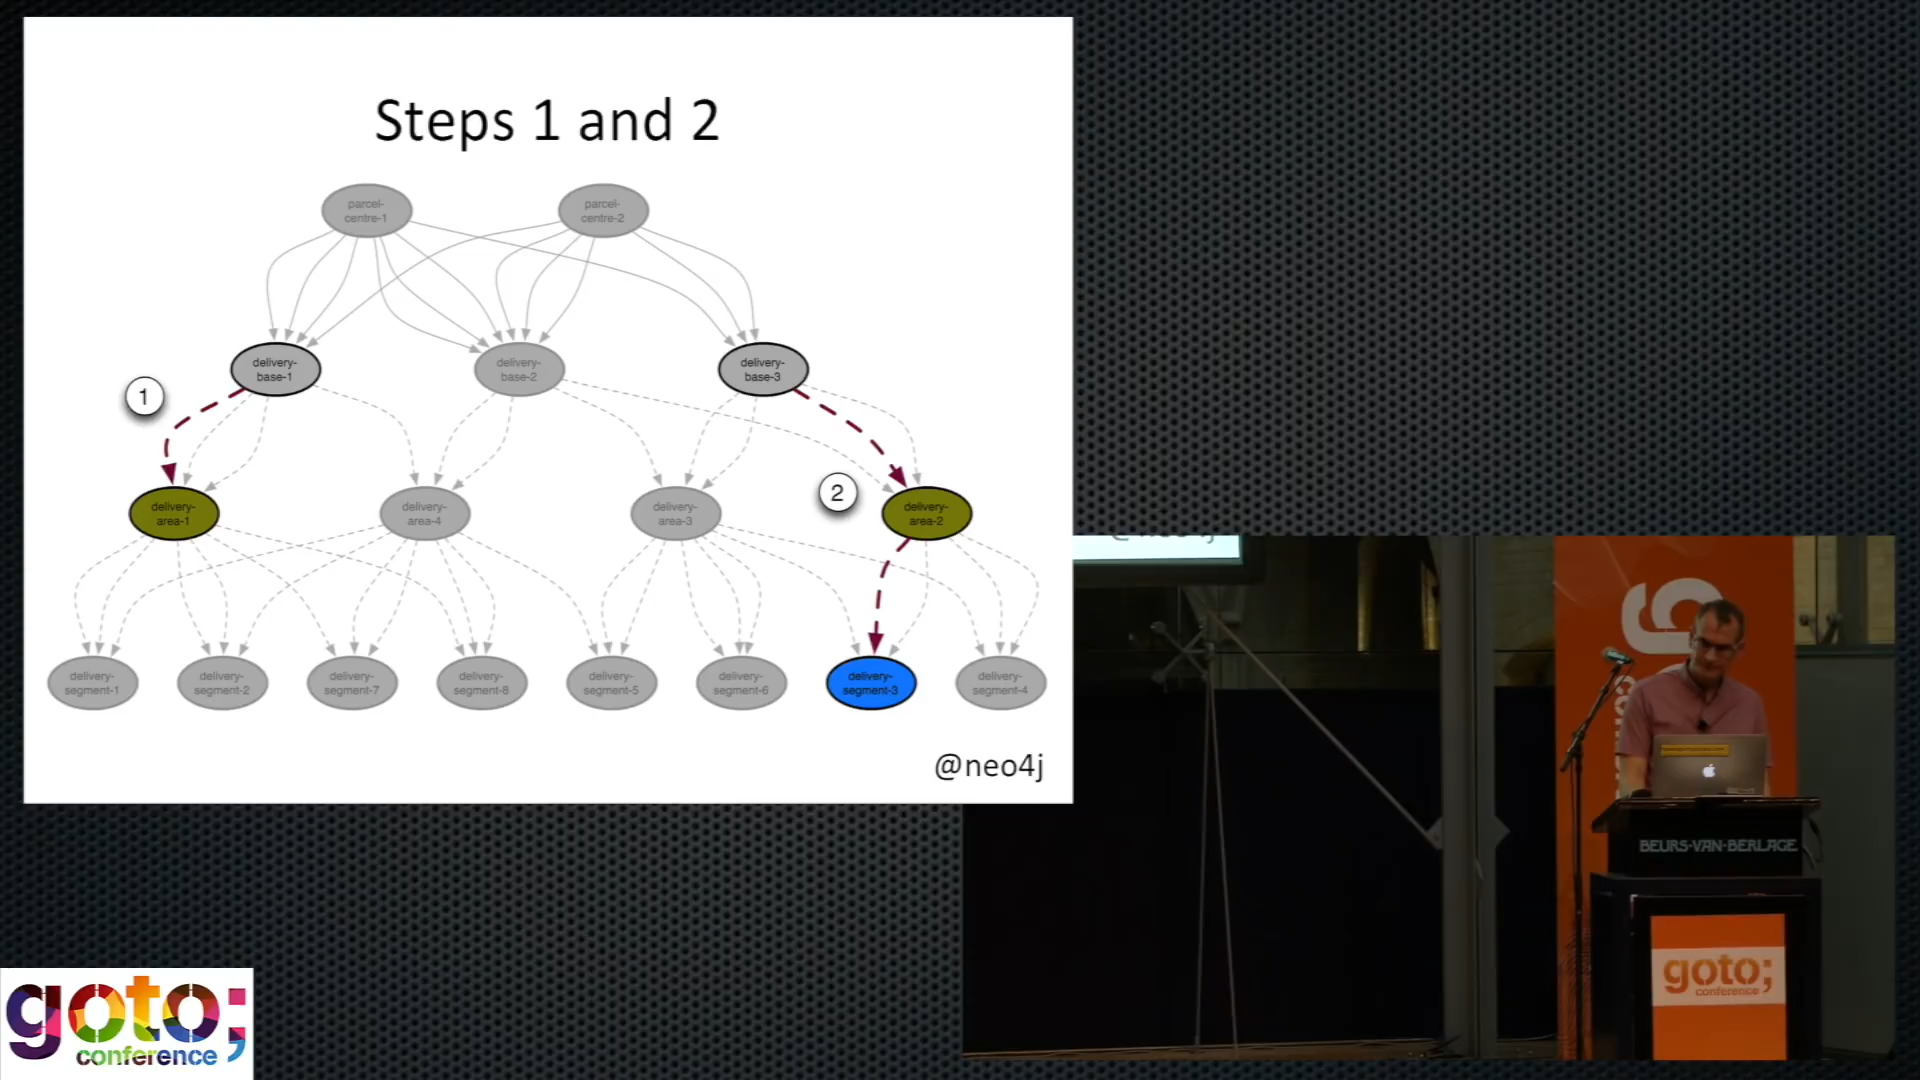 Steps 1 and 2
parcel-
centre-1
parcel-
centre-2
delivery-
base-1
delivery-
base-2
delivery-
base-3
1
2
delivery-
area-1
delivery-
area-4
delivery-
area-3
delivery-
area-2
delivery-
segment-1
delivery-
segment-2
delivery-
segment-7
delivery-
segment-8
delivery-
segment-5
delivery-
segment-6
delivery-
segment-3
delivery-
segment-4
@neo4j
BEURS-VAN-BERLAGE
goto;
conference
goto;
conference